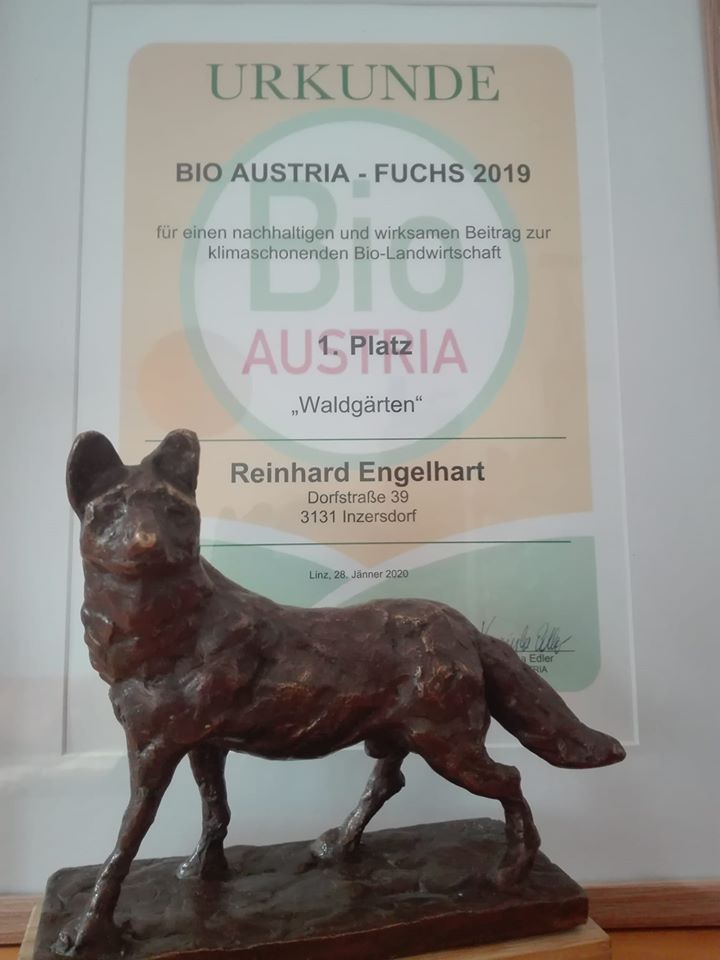 URKUNDE
BIO AUSTRIA - FUCHS 2019
für einen nachhaltigen und wirksamen Beitrag zur
klimaschonenden Bio-Landwirtschaft
Bio
AUSTRIA
1. Platz
„Waldgärten“
Reinhard Engelhart
Dorfstraße 39
3131 Inzersdorf
Linz, 28. Jänner 2020
Edler